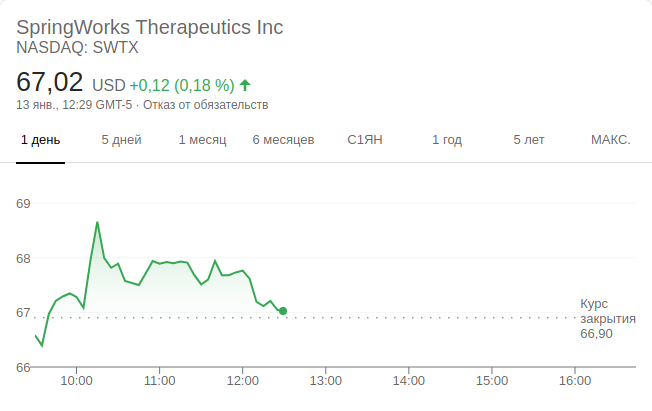 SpringWorks Therapeutics Inc
NASDAQ: SWTX
67,02 USD +0,12 (0,18 %)
13 янв., 12:29 GMT-5 · Отказ от обязательств
1 день 5 дней 1 месяц 6 месяцев С1ЯН 1 год 5 лет МАКС.
69
68
67
66
Курс
закрытия
66,90
10:00 11:00 12:00 13:00 14:00 15:00 16:00